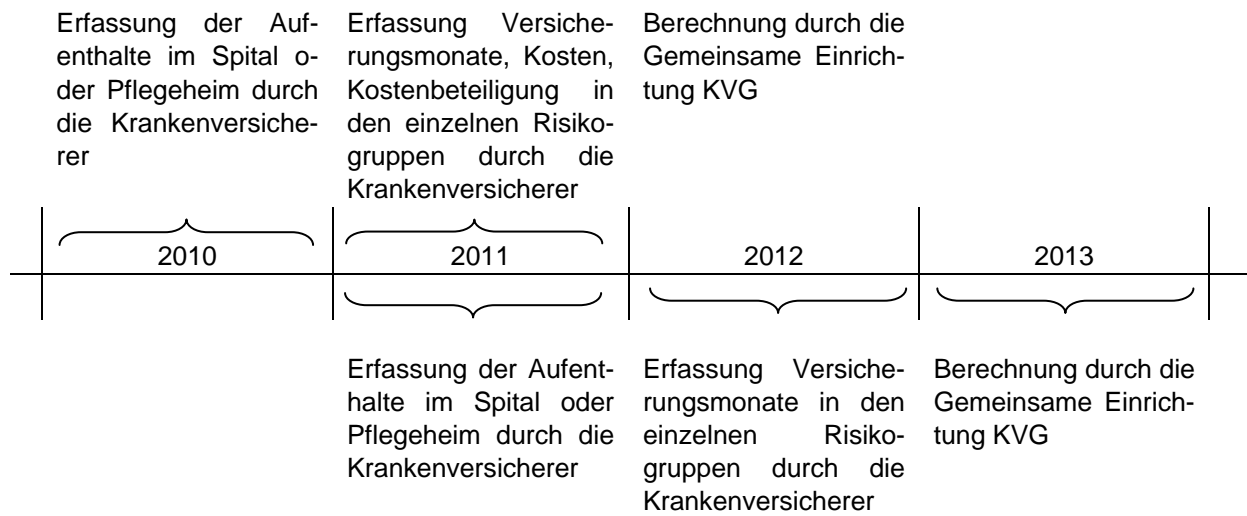 Erfassung der Auf-
enthalte im Spital o-
der Pflegeheim durch
die Krankenversiche-
rer
Erfassung Versiche-
rungsmonate, Kosten,
Kostenbeteiligung in
den einzelnen Risiko-
gruppen durch die
Krankenversicherer
Berechnung durch die
Gemeinsame Einrich-
tung KVG
2010 2011 2012 2013
Erfassung der Aufent-
halte im Spital oder
Pflegeheim durch die
Krankenversicherer
Erfassung Versiche-
rungsmonate in den
einzelnen Risiko-
gruppen durch die
Krankenversicherer
Berechnung durch die
Gemeinsame Einrich-
tung KVG